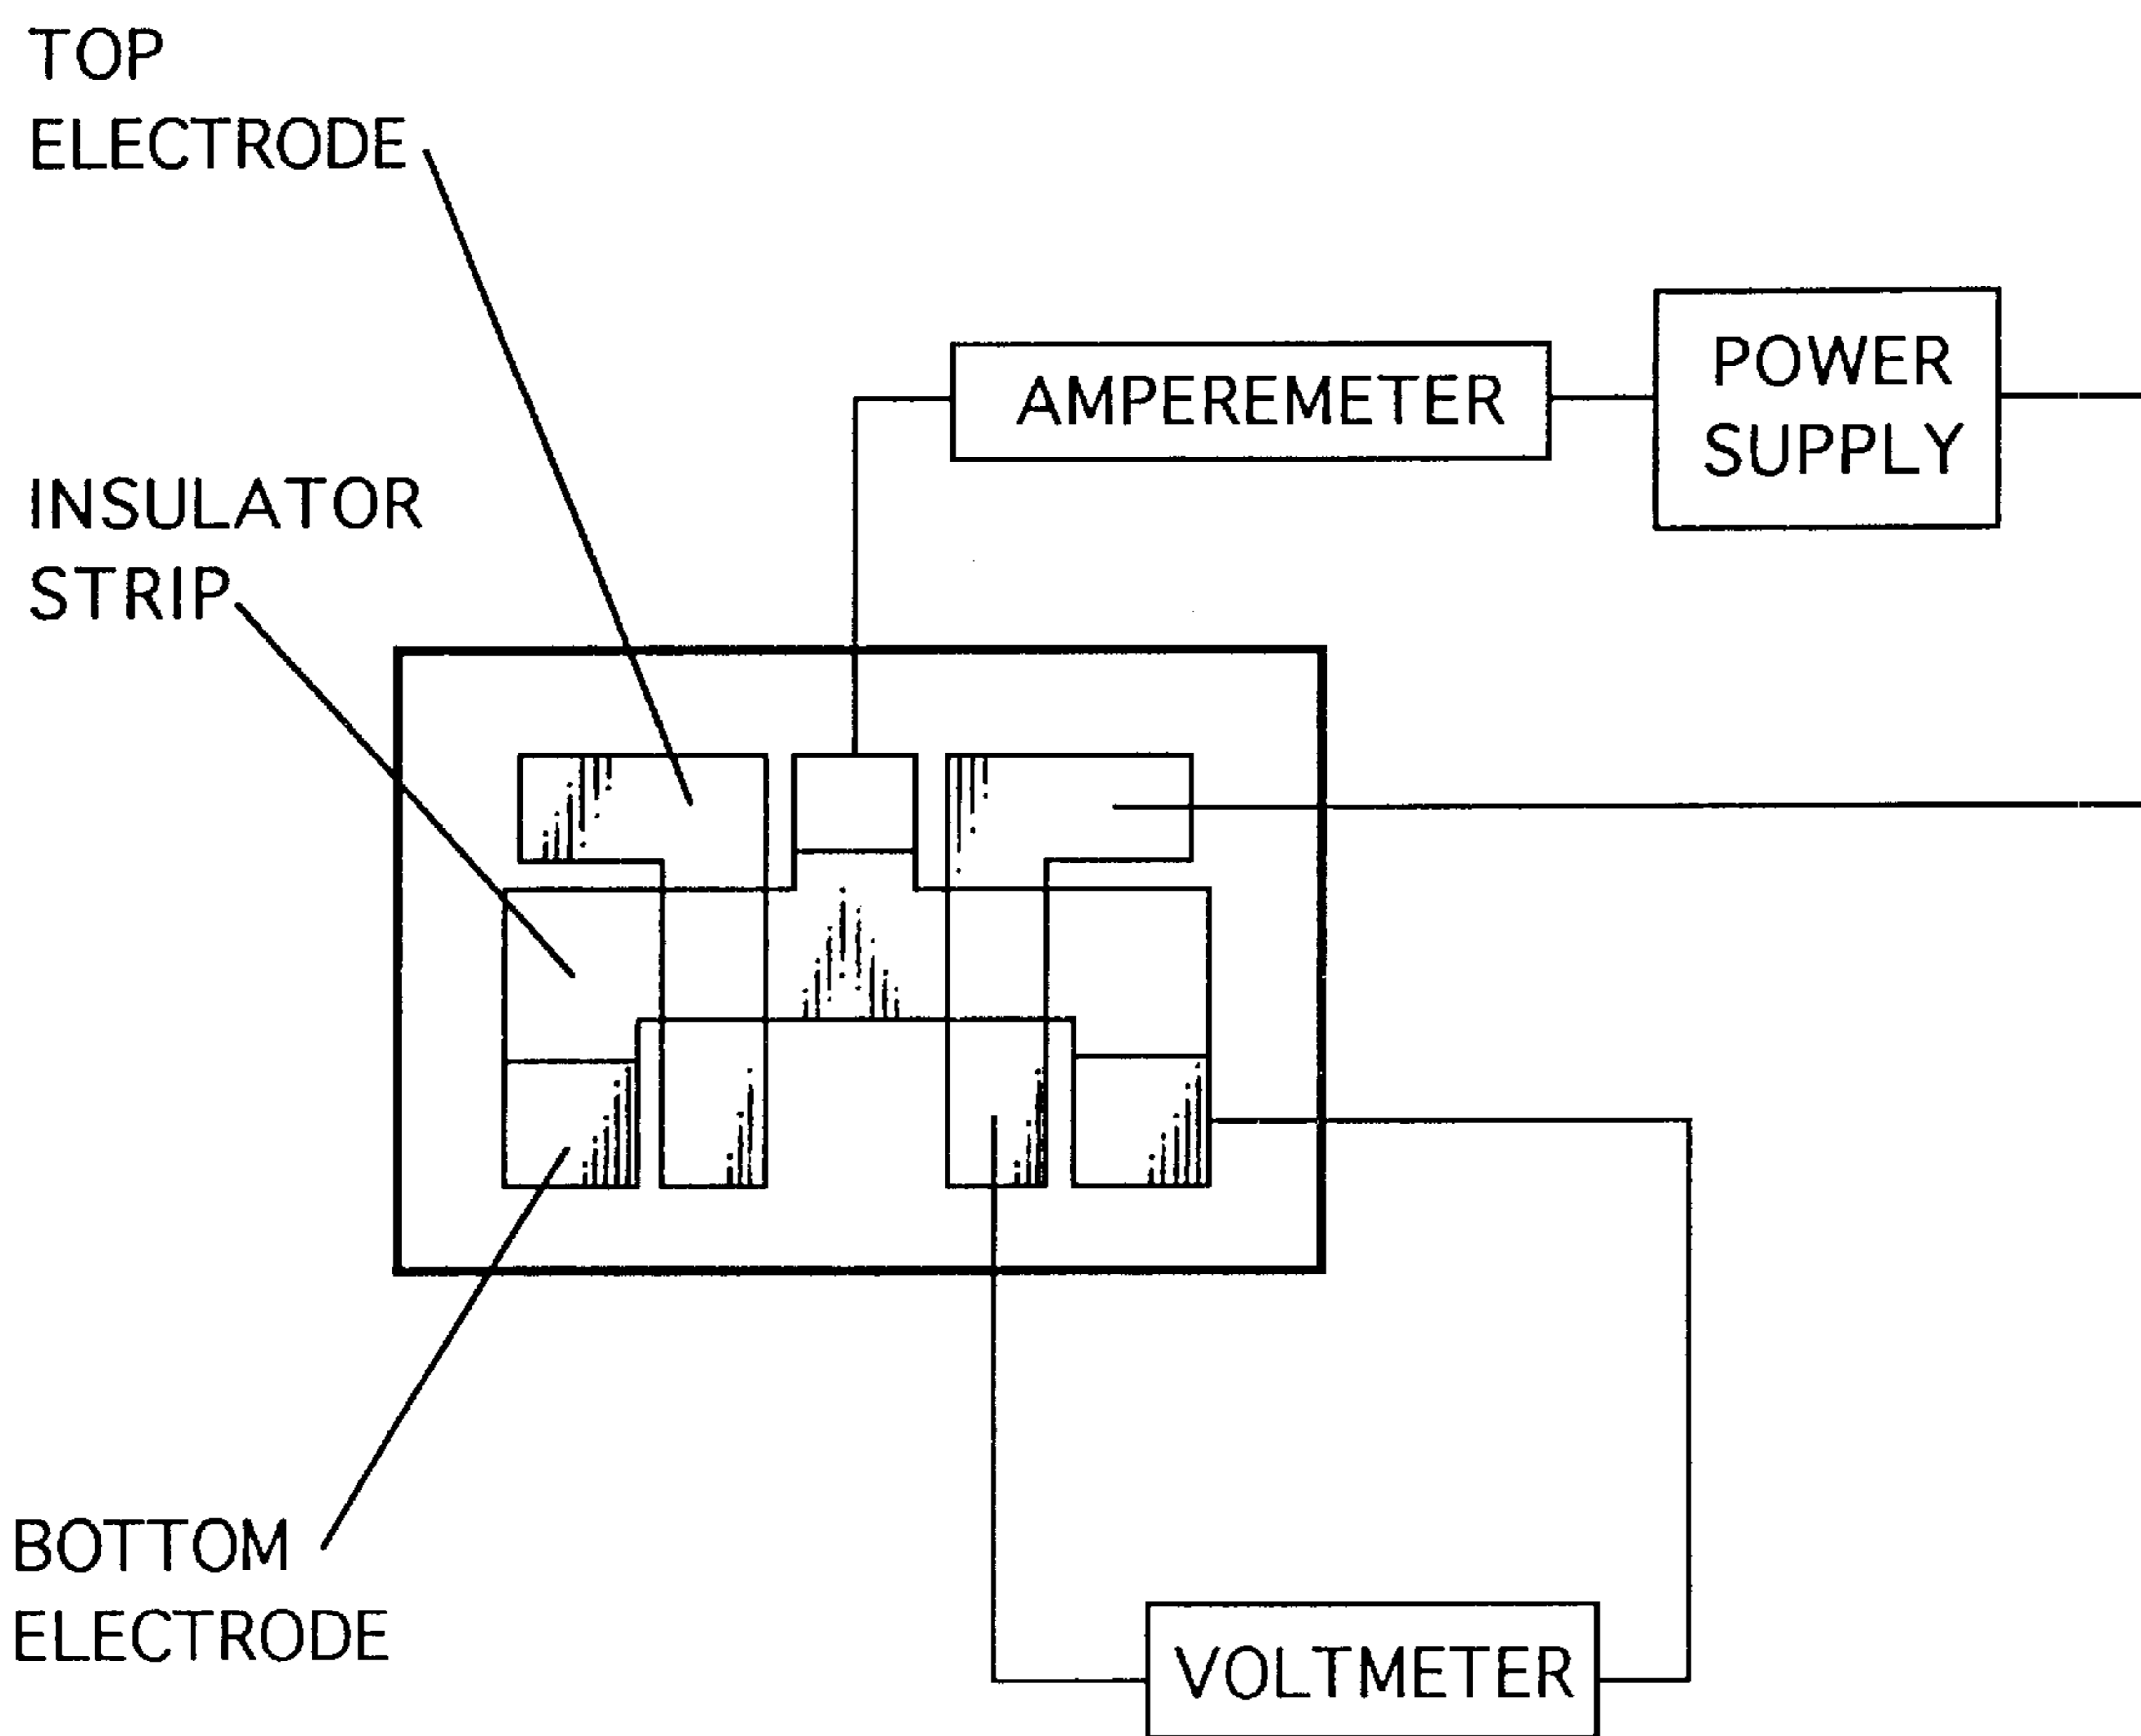 TOP
ELECTRODE
AMPEREMETER
POWER
SUPPLY
INSULATOR
STRIP
BOTTOM
ELECTRODE
VOLTMETER